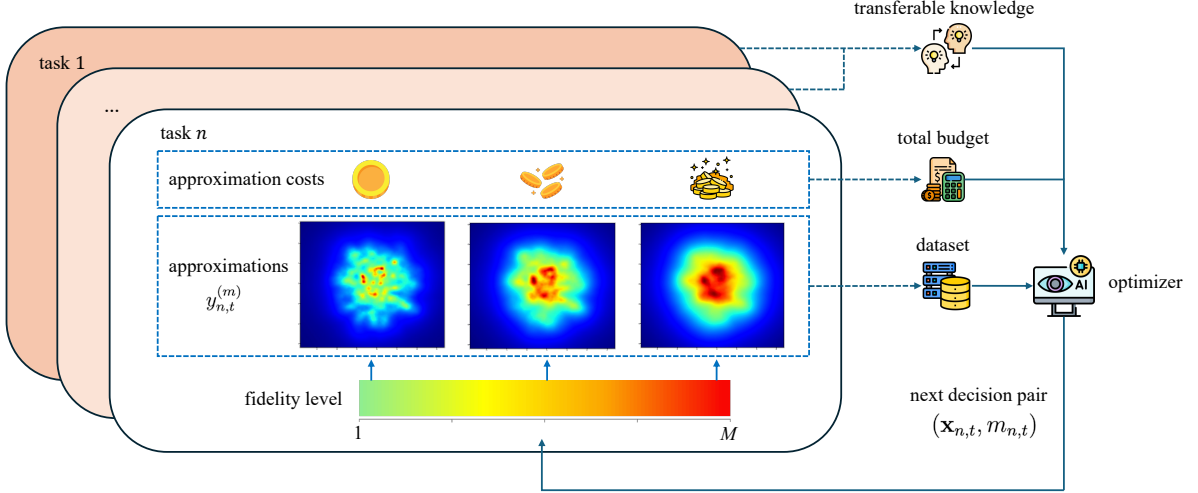 transferable knowledge
task 1
...
task n
total budget
approximation costs
$
dataset
approximations
y_{n,t}^{(m)}
AI
optimizer
fidelity level
1
M
next decision pair
(x_{n,t}, m_{n,t})